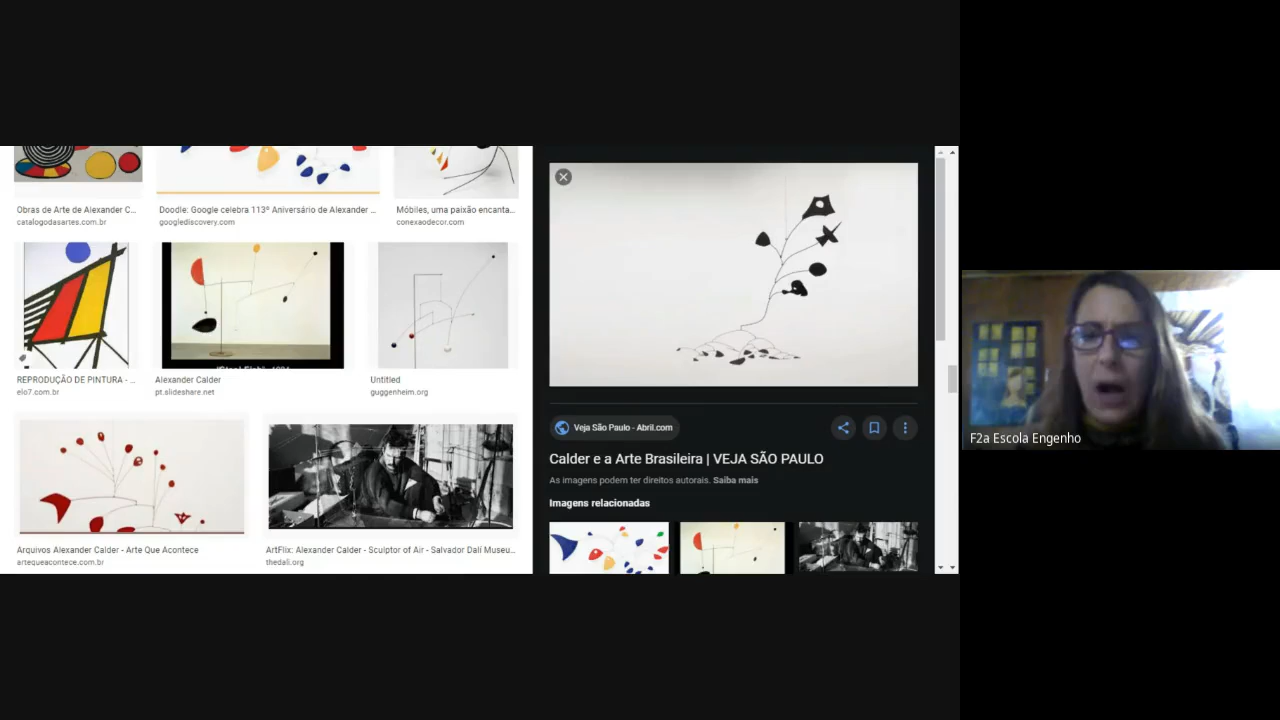 Obras de Arte de Alexander C...
catalogodasartes.com.br
Doodle: Google celebra 113º Aniversário de Alexander ...
googlediscovery.com
Móbiles, uma paixão encanta...
conexaodecor.com
REPRODUÇÃO DE PINTURA - ...
elo7.com.br
Alexander Calder
pt.slideshare.net
Untitled
guggenheim.org
Arquivos Alexander Calder - Arte Que Acontece
artequeacontece.com.br
ArtFlix: Alexander Calder - Sculptor of Air - Salvador Dalí Museu...
thedali.org
Veja São Paulo - Abril.com
Calder e a Arte Brasileira | VEJA SÃO PAULO
As imagens podem ter direitos autorais. Saiba mais
Imagens relacionadas
F2a Escola Engenho